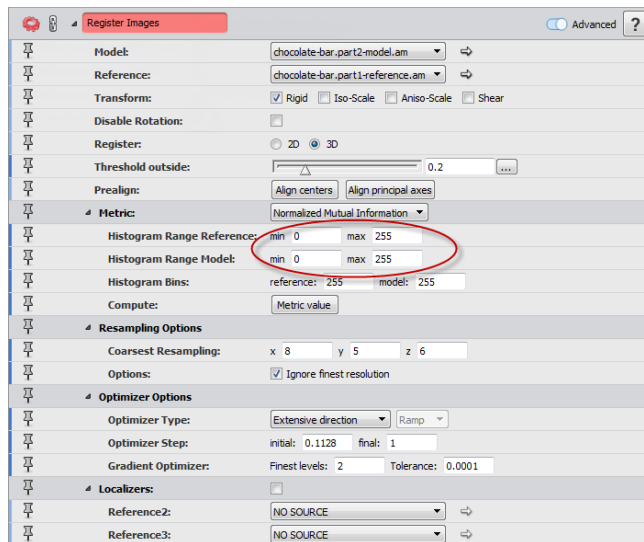 Register Images Advanced ?
Model: chocolate-bar.part2-model.am
Reference: chocolate-bar.part1-reference.am
Transform: Rigid Iso-Scale Aniso-Scale Shear
Disable Rotation:
Register: 2D 3D
Threshold outside: 0.2 ...
Prealign: Align centers Align principal axes
Metric: Normalized Mutual Information
Histogram Range Reference: min 0 max 255
Histogram Range Model: min 0 max 255
Histogram Bins: reference: 255 model: 255
Compute: Metric value
Resampling Options
Coarsest Resampling: x 8 y 5 z 6
Options: Ignore finest resolution
Optimizer Options
Optimizer Type: Extensive direction Ramp
Optimizer Step: initial: 0.1128 final: 1
Gradient Optimizer: Finest levels: 2 Tolerance: 0.0001
Localizers:
Reference2: NO SOURCE
Reference3: NO SOURCE